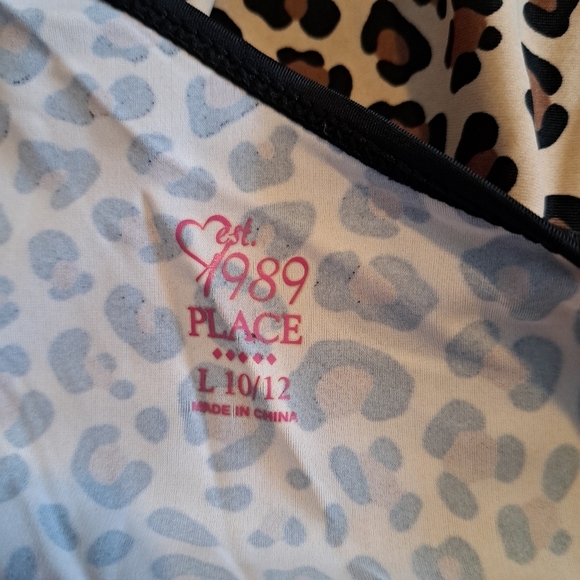 est.
1989
PLACE
L 10/12
MADE IN CHINA